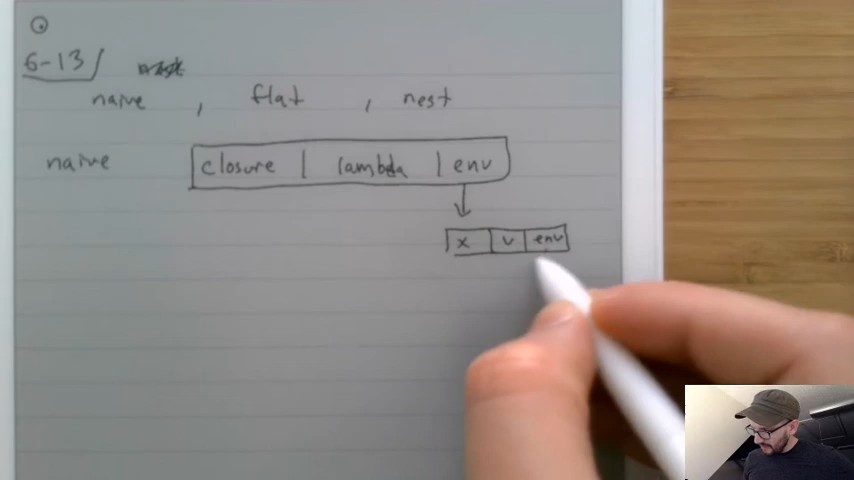 6-13/
naive , flat , nest
naive closure | lambda | env
x | v | env